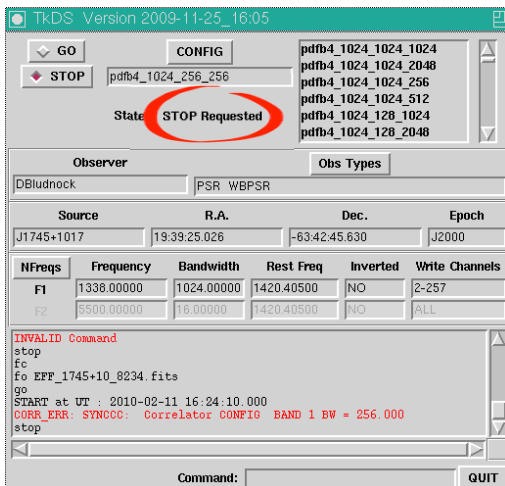 TkDS Version 2009-11-25_16:05
GO
CONFIG
STOP
pdfb4_1024_256_256
State
STOP Requested
pdfb4_1024_1024_1024
pdfb4_1024_1024_2048
pdfb4_1024_1024_256
pdfb4_1024_1024_512
pdfb4_1024_128_1024
pdfb4_1024_128_2048
Observer
Obs Types
DBludnock
PSR WBPSR
Source R.A. Dec. Epoch
J1745+1017 19:39:25.026 -63:42:45.630 J2000
NFreqs Frequency Bandwidth Rest Freq Inverted Write Channels
F1 1338.00000 1024.00000 1420.40500 NO 2-257
F2 5500.00000 16.00000 1420.40500 NO ALL
INVALID Command
stop
fc
fo EFF_1745+10_8234.fits
go
START at UT : 2010-02-11 16:24:10.000
CORR_ERR: SYNCCC: Correlator CONFIG BAND 1 BW = 256.000
stop
Command:
QUIT